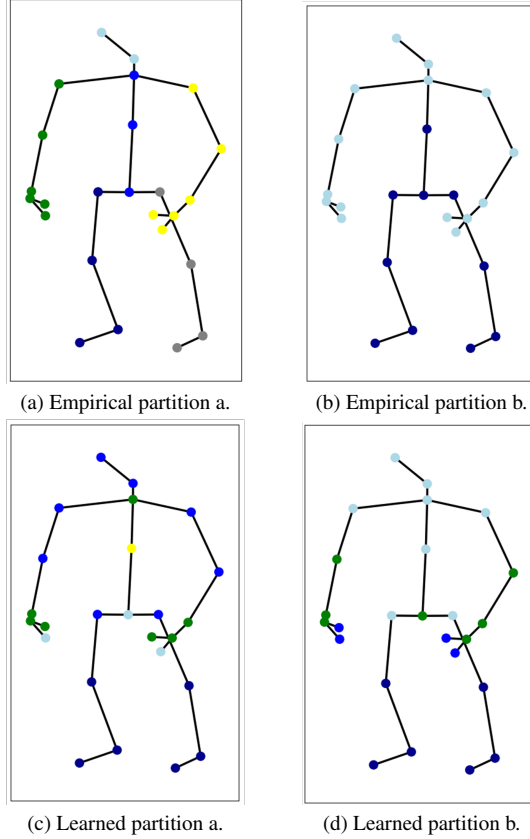 (a) Empirical partition a.
(b) Empirical partition b.
(c) Learned partition a.
(d) Learned partition b.